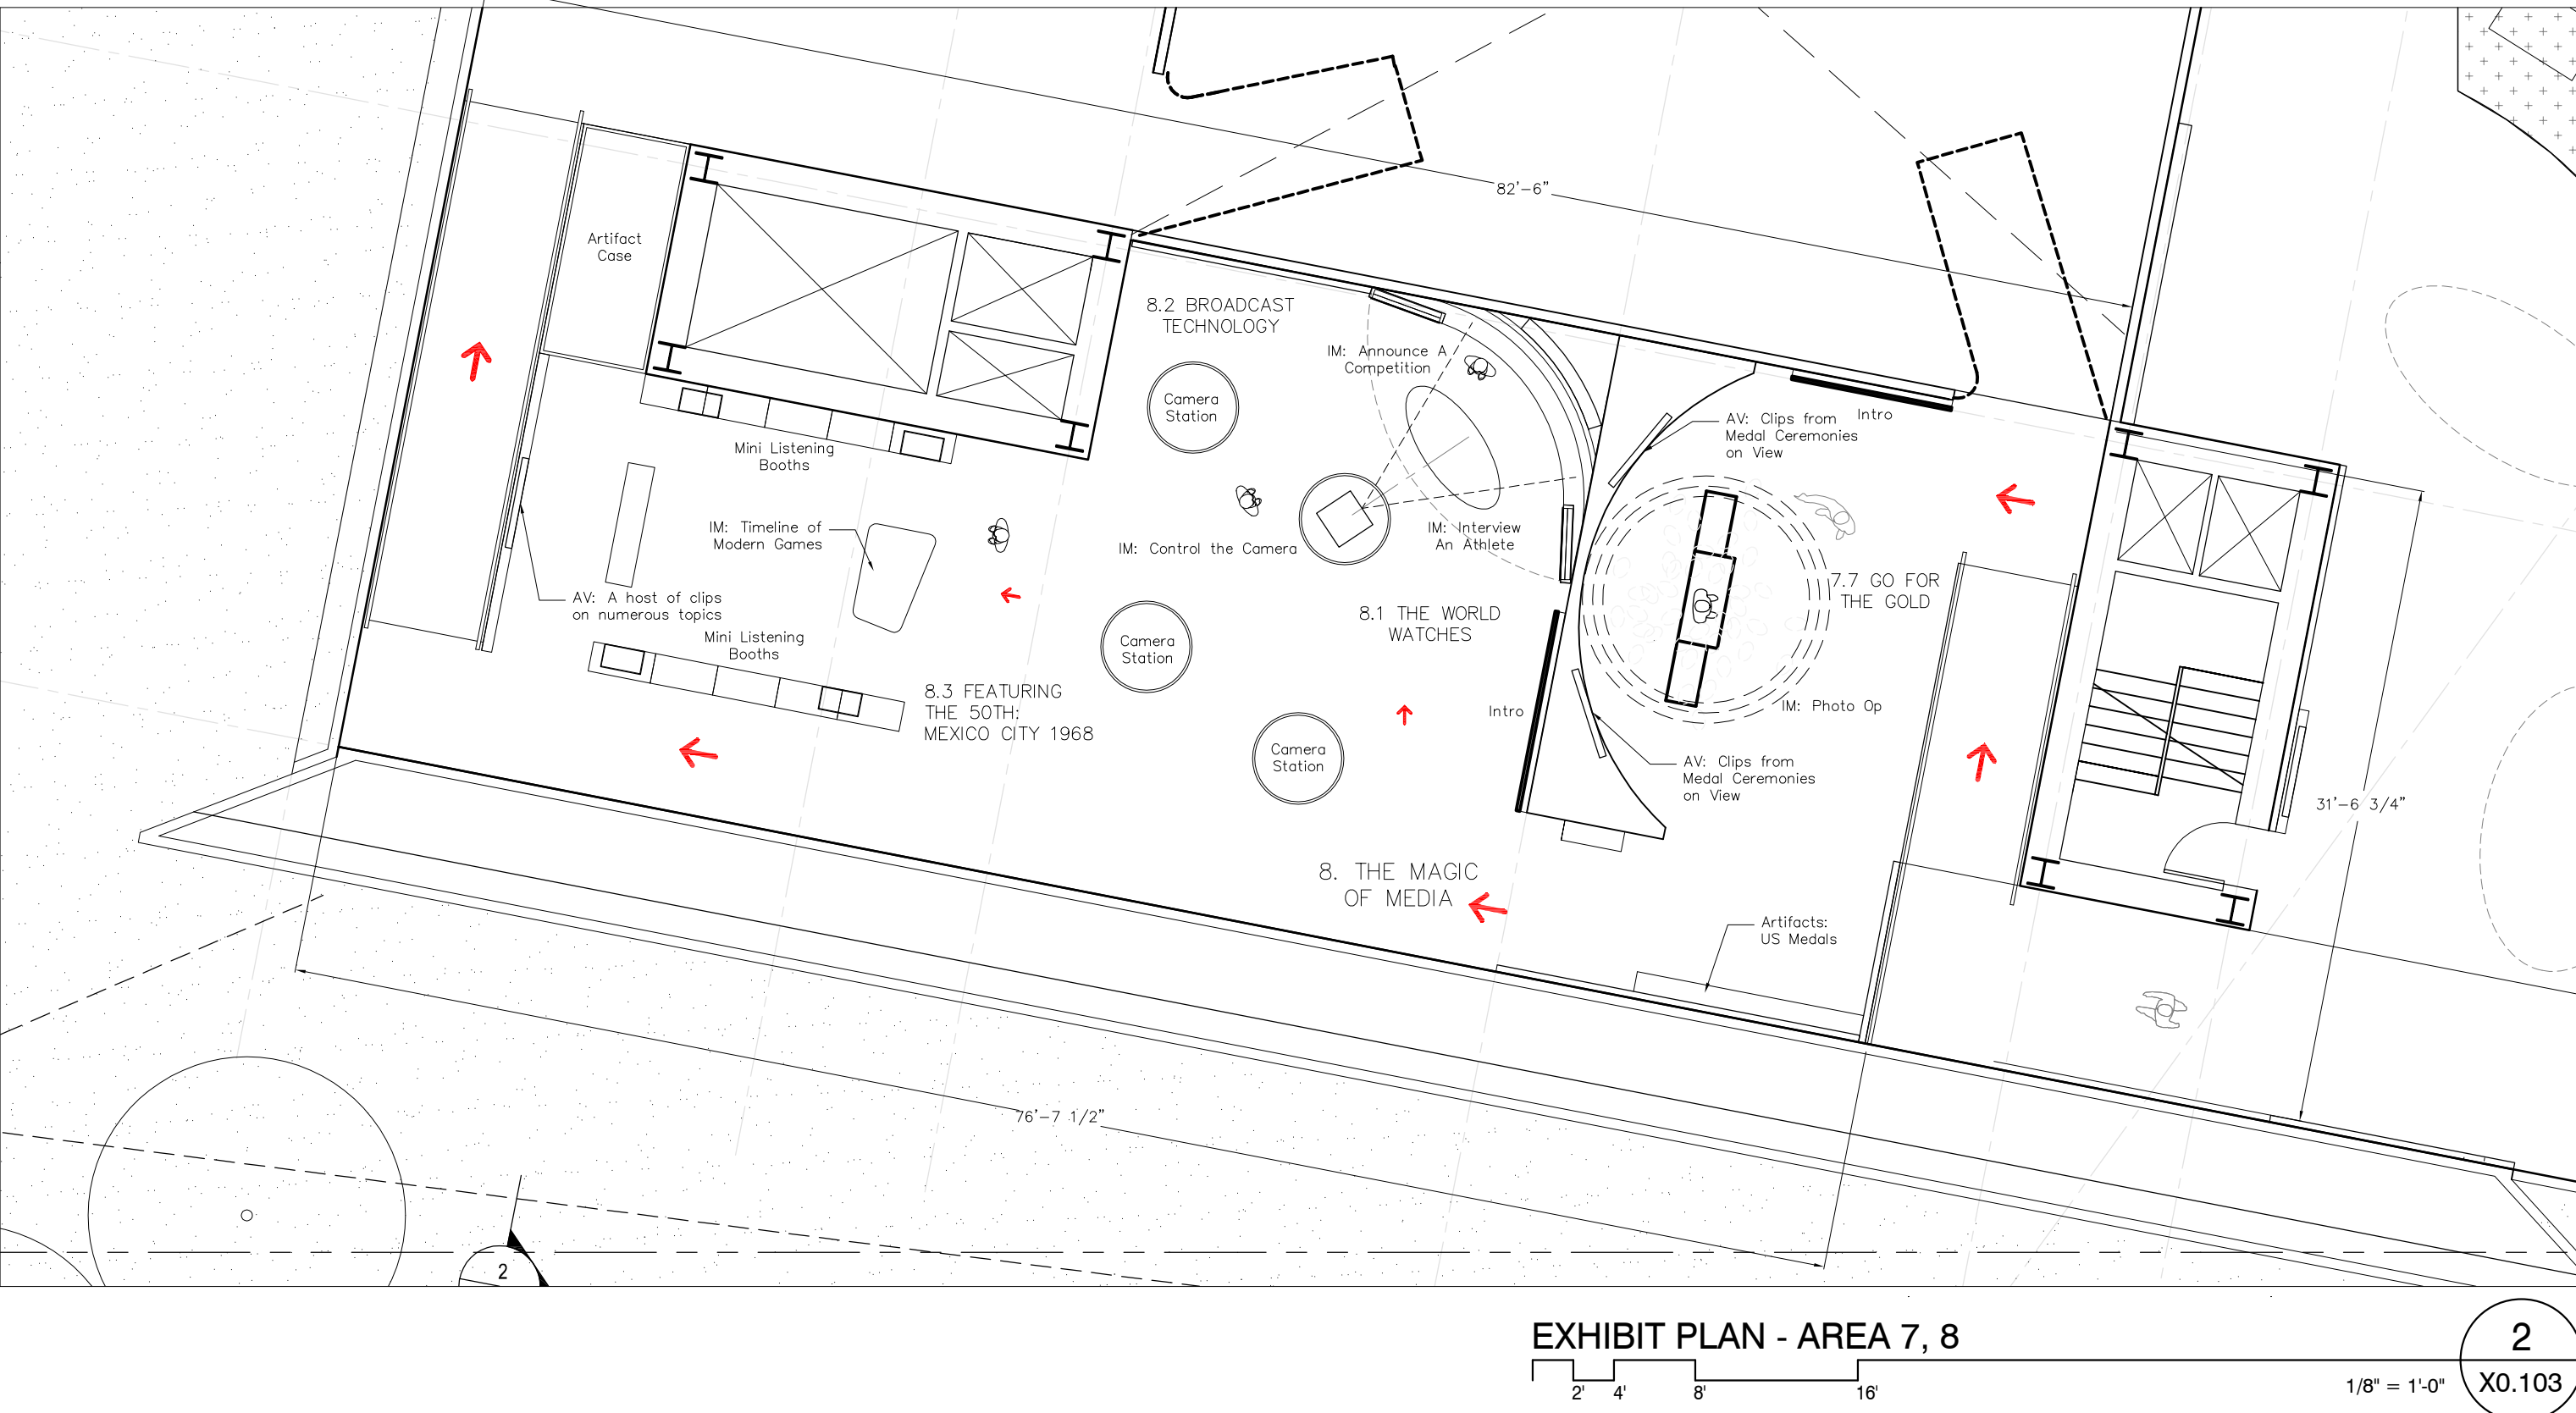 82'-6"
Artifact
Case
8.2 BROADCAST
TECHNOLOGY
IM: Announce A
Competition
Camera
Station
AV: Clips from
Medal Ceremonies
on View
Intro
Mini Listening
Booths
IM: Timeline of
Modern Games
IM: Control the Camera
IM: Interview
An Athlete
7.7 GO FOR
THE GOLD
AV: A host of clips
on numerous topics
Mini Listening
Booths
Camera
Station
8.1 THE WORLD
WATCHES
8.3 FEATURING
THE 50TH:
MEXICO CITY 1968
Intro
IM: Photo Op
Camera
Station
AV: Clips from
Medal Ceremonies
on View
31'-6 3/4"
8. THE MAGIC
OF MEDIA
Artifacts:
US Medals
76'-7 1/2"
2
EXHIBIT PLAN - AREA 7, 8
2' 4' 8' 16'
1/8" = 1'-0"
2
X0.103